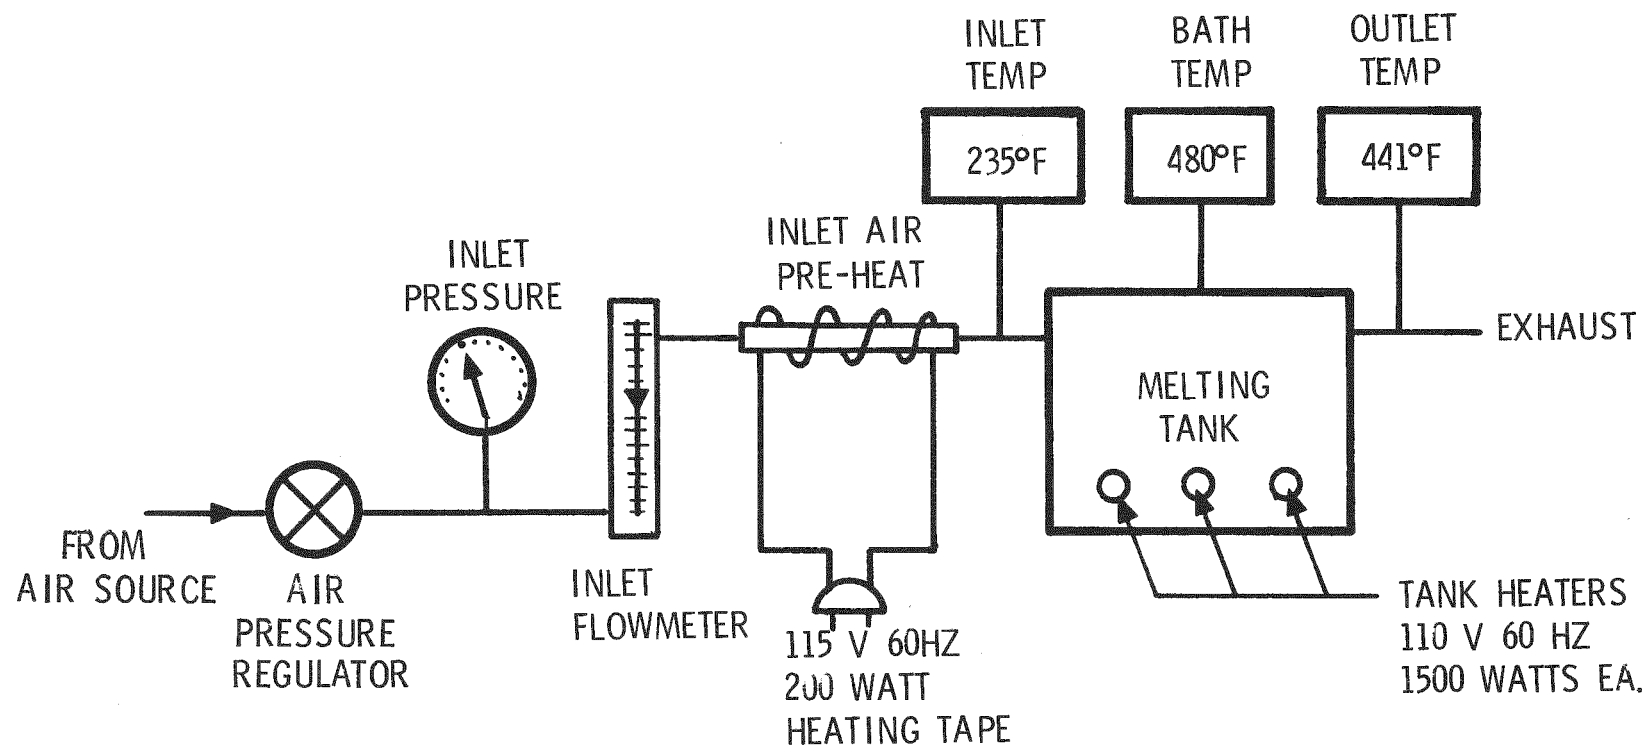 INLET
TEMP
BATH
TEMP
OUTLET
TEMP
235°F
480°F
441°F
INLET AIR
PRE-HEAT
INLET
PRESSURE
EXHAUST
MELTING
TANK
FROM
AIR SOURCE
AIR
PRESSURE
REGULATOR
INLET
FLOWMETER
115 V 60HZ
200 WATT
HEATING TAPE
TANK HEATERS
110 V 60 HZ
1500 WATTS EA.